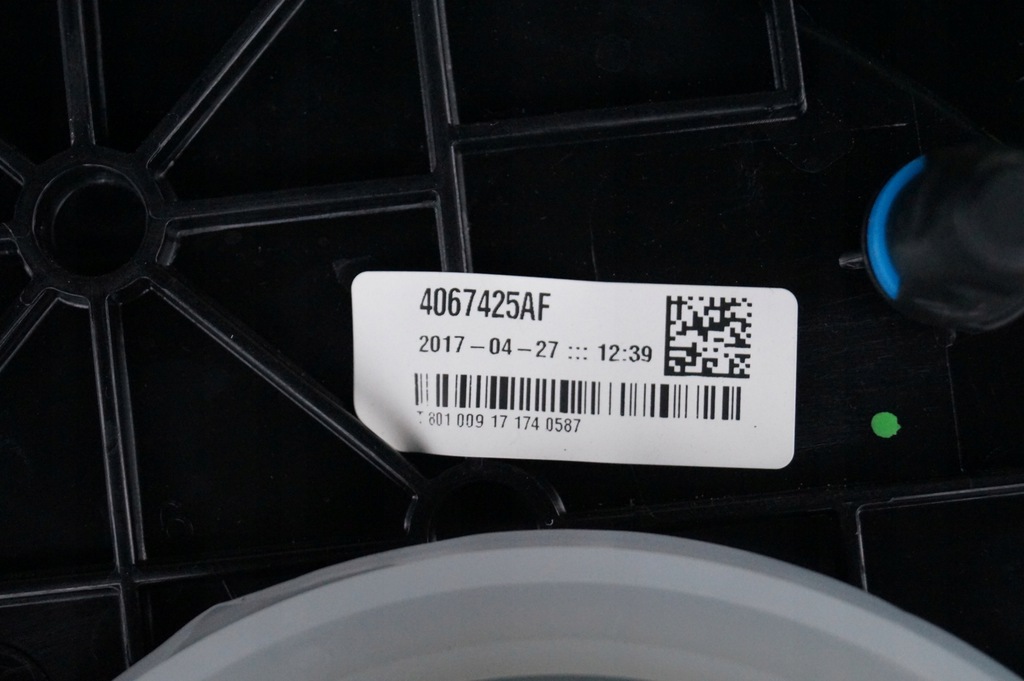 4067425AF
2017-04-27 ::: 12:39
T 801 009 17 174 0587